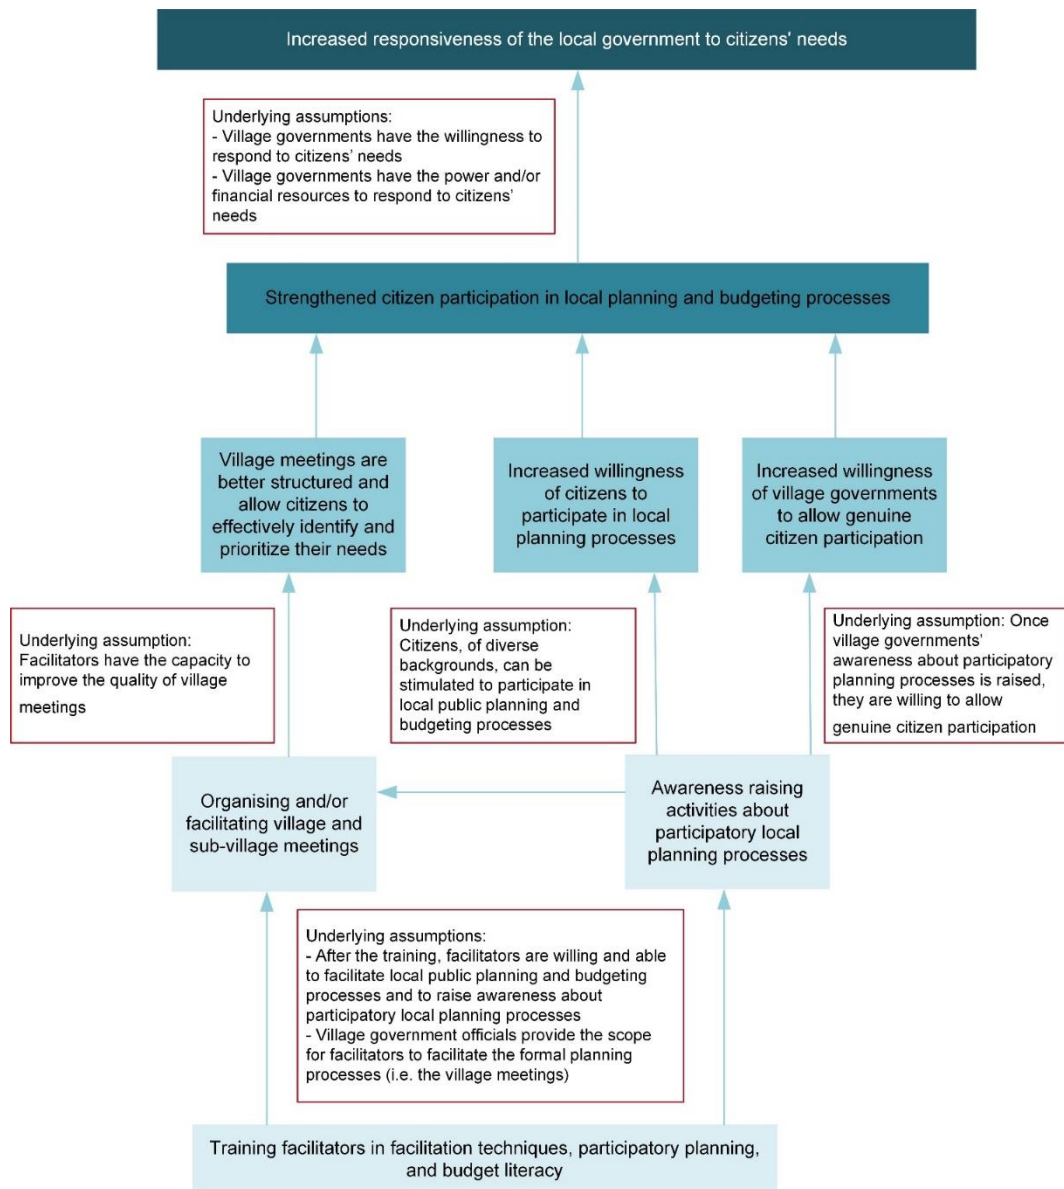 Increased responsiveness of the local government to citizens' needs
Underlying assumptions:
- Village governments have the willingness to
respond to citizens’ needs
- Village governments have the power and/or
financial resources to respond to citizens’
needs
Strengthened citizen participation in local planning and budgeting processes
Village meetings are
better structured and
allow citizens to
effectively identify and
prioritize their needs
Increased willingness
of citizens to
participate in local
planning processes
Increased willingness
of village governments
to allow genuine
citizen participation
Underlying assumption:
Facilitators have the capacity to
improve the quality of village
meetings
Underlying assumption:
Citizens, of diverse
backgrounds, can be
stimulated to participate in
local public planning and
budgeting processes
Underlying assumption: Once
village governments’
awareness about participatory
planning processes is raised,
they are willing to allow
genuine citizen participation
Organising and/or
facilitating village and
sub-village meetings
Awareness raising
activities about
participatory local
planning processes
Underlying assumptions:
- After the training, facilitators are willing and able
to facilitate local public planning and budgeting
processes and to raise awareness about
participatory local planning processes
- Village government officials provide the scope
for facilitators to facilitate the formal planning
processes (i.e. the village meetings)
Training facilitators in facilitation techniques, participatory planning,
and budget literacy